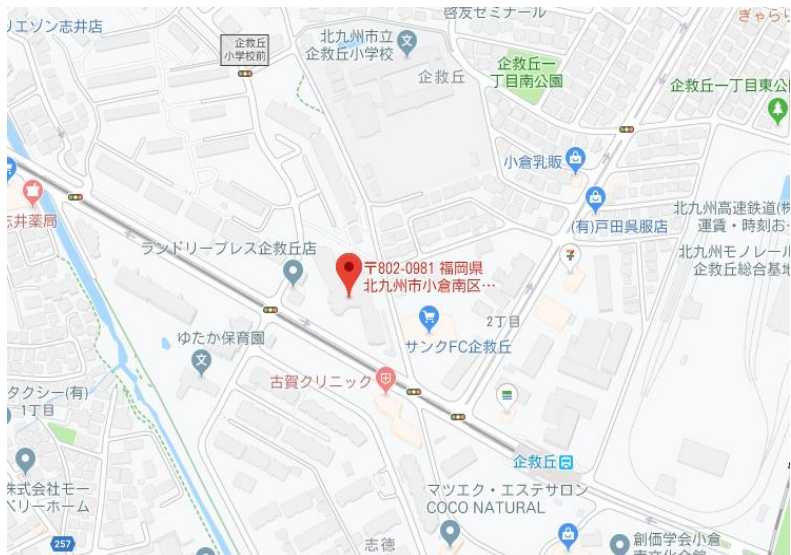 リエゾン志井店
啓友セミナール
ぎゃらり
企救丘
小学校前
北九州市立
企救丘小学校
企救丘
企救丘一
丁目南公園
企救丘一丁目東公
小倉乳販
志井薬局
(有)戸田呉服店
北九州高速鉄道(株
運賃・時刻お…
ランドリープレス企救丘店
〒802-0981 福岡県
北九州市小倉南区…
北九州モノレール
企救丘総合基地
2丁目
サンクFC企救丘
ゆたか保育園
古賀クリニック
タクシー(有)
1丁目
企救丘
株式会社モー
ベリーホーム
マツエク・エステサロン
COCO NATURAL
257
志徳
創価学会小倉